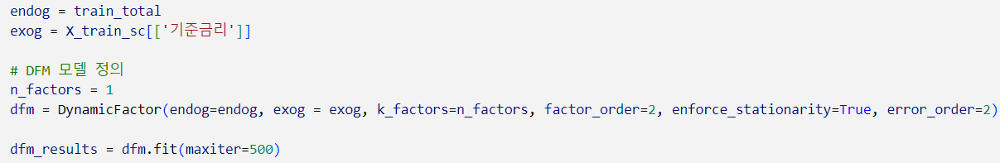 endog = train_total
exog = X_train_sc[['기준금리']]
# DFM 모델 정의
n_factors = 1
dfm = DynamicFactor(endog=endog, exog = exog, k_factors=n_factors, factor_order=2, enforce_stationarity=True, error_order=2)
dfm_results = dfm.fit(maxiter=500)